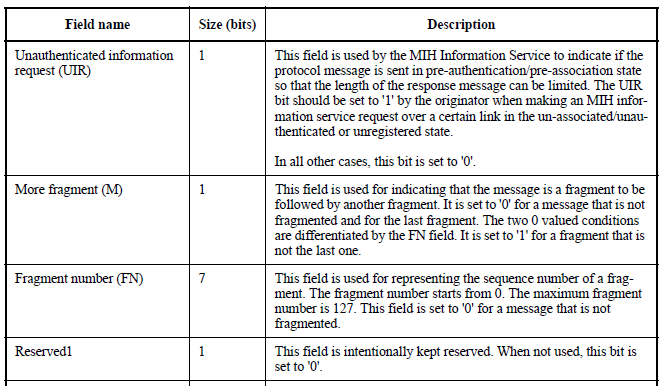 Field name Size (bits) Description
Unauthenticated information 1 This field is used by the MIH Information Service to indicate if the
request (UIR) protocol message is sent in pre-authentication/pre-association state
so that the length of the response message can be limited. The UIR
bit should be set to '1' by the originator when making an MIH infor-
mation service request over a certain link in the un-associated/unau-
thenticated or unregistered state.
In all other cases, this bit is set to '0'.
More fragment (M) 1 This field is used for indicating that the message is a fragment to be
followed by another fragment. It is set to '0' for a message that is not
fragmented and for the last fragment. The two 0 valued conditions
are differentiated by the FN field. It is set to '1' for a fragment that is
not the last one.
Fragment number (FN) 7 This field is used for representing the sequence number of a frag-
ment. The fragment number starts from 0. The maximum fragment
number is 127. This field is set to '0' for a message that is not
fragmented.
Reserved1 1 This field is intentionally kept reserved. When not used, this bit is
set to '0'.